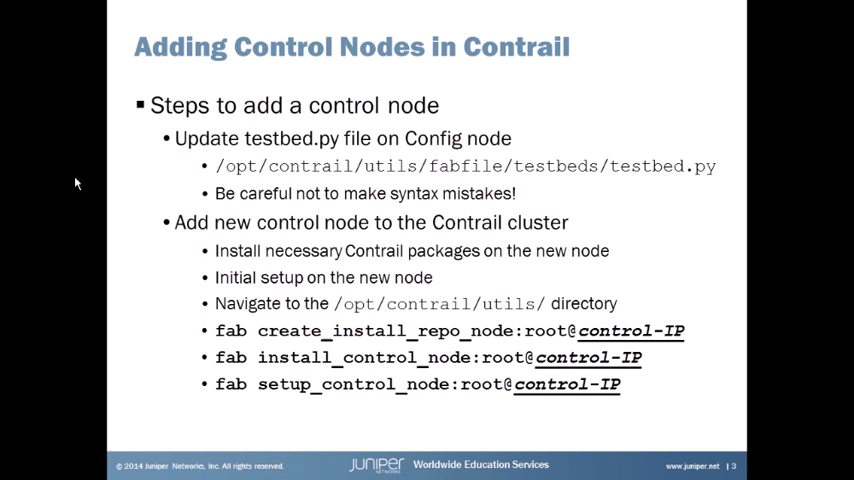 Adding Control Nodes in Contrail
▪ Steps to add a control node
• Update testbed.py file on Config node
• /opt/contrail/utils/fabfile/testbeds/testbed.py
• Be careful not to make syntax mistakes!
• Add new control node to the Contrail cluster
• Install necessary Contrail packages on the new node
• Initial setup on the new node
• Navigate to the /opt/contrail/utils/ directory
• fab create_install_repo_node:root@control-IP
• fab install_control_node:root@control-IP
• fab setup_control_node:root@control-IP
© 2014 Juniper Networks, Inc. All rights reserved. JUNIPER NETWORKS Worldwide Education Services www.juniper.net | 3